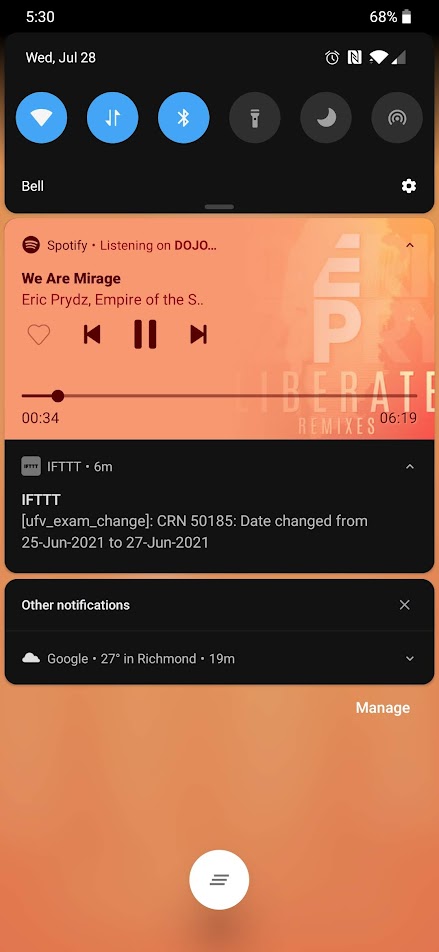 5:30
68%
Wed, Jul 28
Bell
Spotify • Listening on DOJO...
We Are Mirage
Eric Prydz, Empire of the S..
LIBERATE
REMIXES
00:34
06:19
IFTTT
IFTTT • 6m
IFTTT
[ufv_exam_change]: CRN 50185: Date changed from
25-Jun-2021 to 27-Jun-2021
Other notifications
Google • 27° in Richmond • 19m
Manage